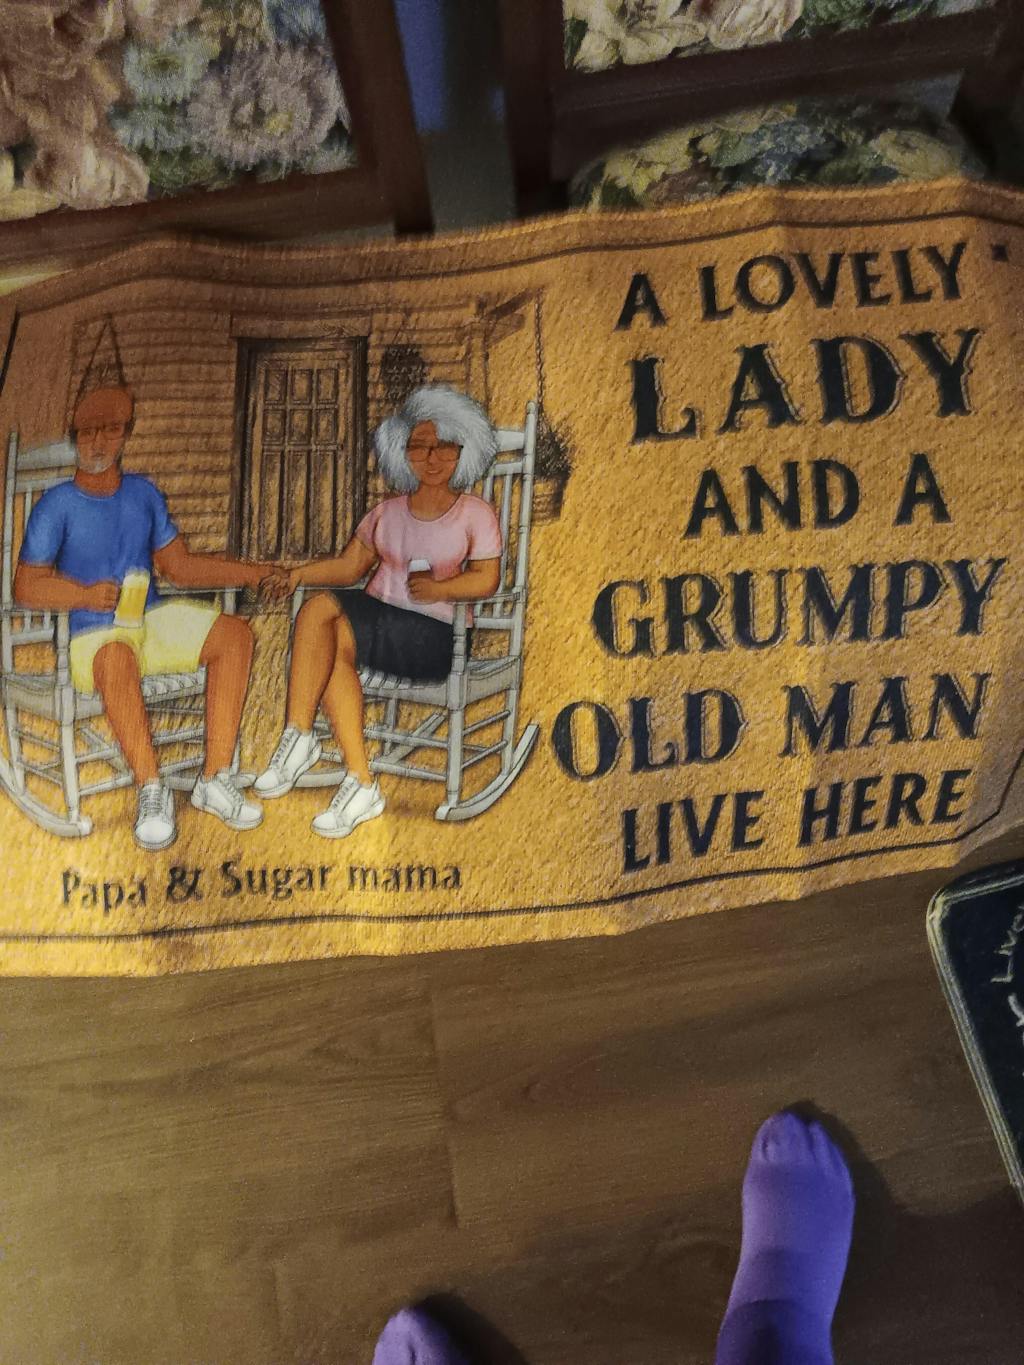 A LOVELY
LADY
AND A
GRUMPY
OLD MAN
LIVE HERE
Papa & Sugar mama